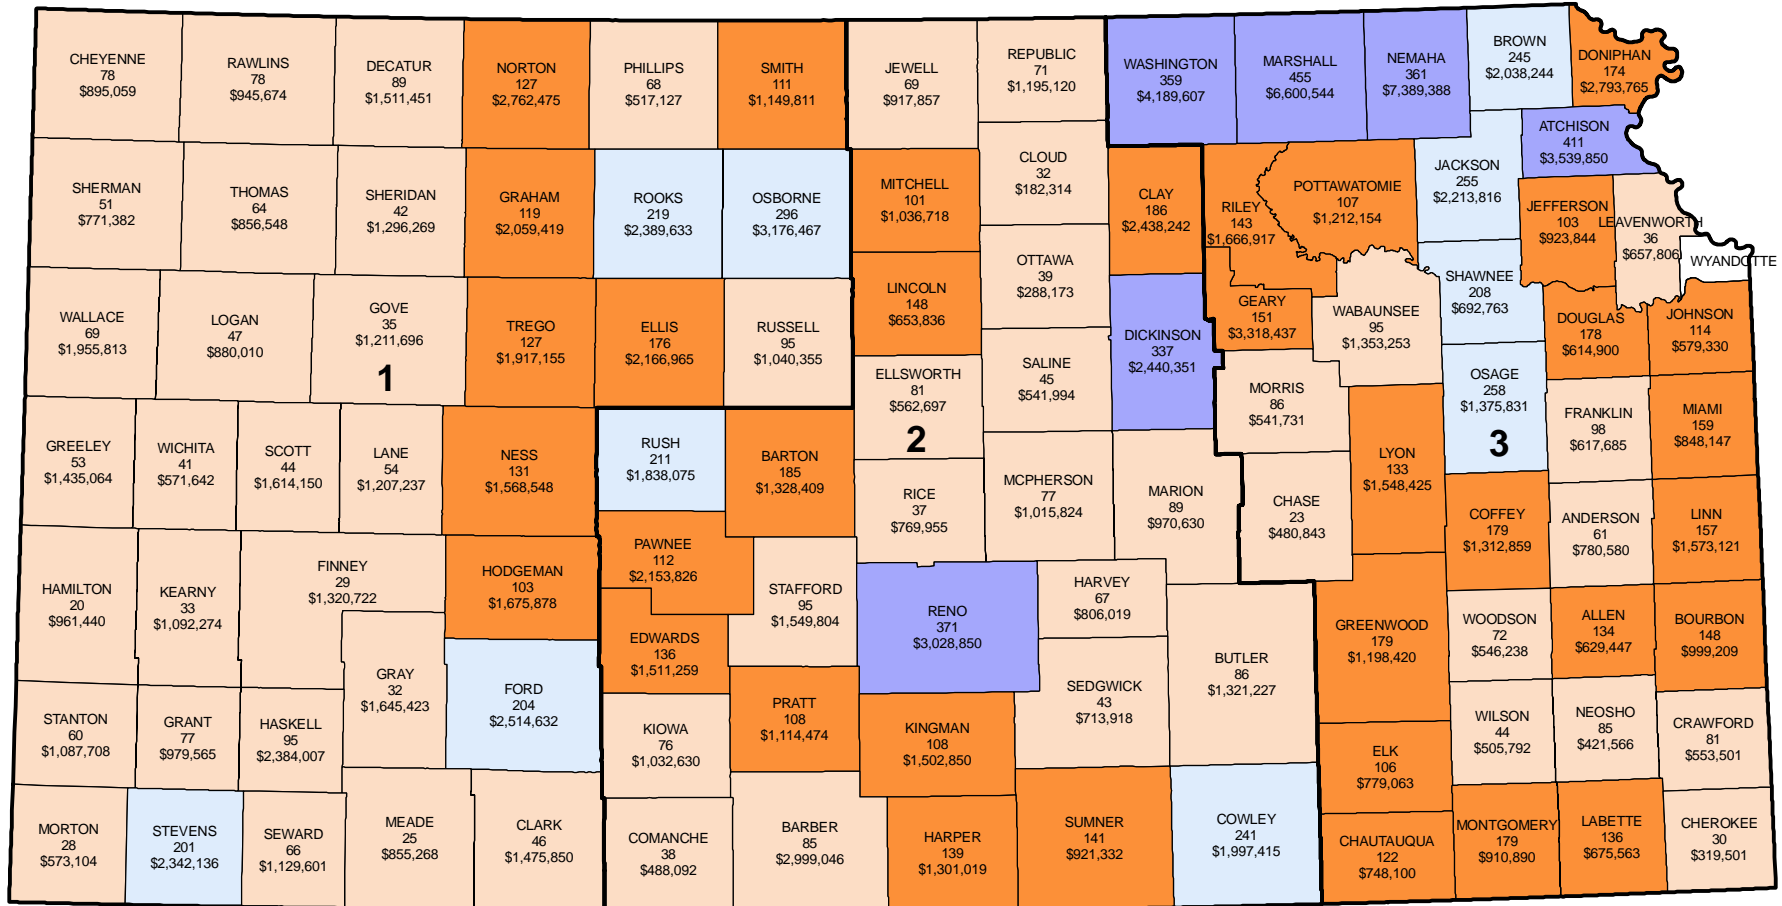 CHEYENNE
78
$895,059
RAWLINS
78
$945,674
DECATUR
89
$1,511,451
NORTON
127
$2,762,475
PHILLIPS
68
$517,127
SMITH
111
$1,149,811
JEWELL
69
$917,857
REPUBLIC
71
$1,195,120
WASHINGTON
359
$4,189,607
MARSHALL
455
$6,600,544
NEMAHA
361
$7,389,388
BROWN
245
$2,038,244
DONIPHAN
174
$2,793,765
ATCHISON
411
$3,539,850
SHERMAN
51
$771,382
THOMAS
64
$856,548
SHERIDAN
42
$1,296,269
GRAHAM
119
$2,059,419
ROOKS
219
$2,389,633
OSBORNE
296
$3,176,467
MITCHELL
101
$1,036,718
CLOUD
32
$182,314
CLAY
186
$2,438,242
RILEY
143
$1,666,917
POTTAWATOMIE
107
$1,212,154
JACKSON
255
$2,213,816
JEFFERSON
103
$923,844
LEAVENWORTH
36
$657,806
WYANDOTTE
WALLACE
69
$1,955,813
LOGAN
47
$880,010
GOVE
35
$1,211,696
1
TREGO
127
$1,917,155
ELLIS
176
$2,166,965
RUSSELL
95
$1,040,355
LINCOLN
148
$653,836
OTTAWA
39
$288,173
DICKINSON
337
$2,440,351
GEARY
151
$3,318,437
WABAUNSEE
95
$1,353,253
SHAWNEE
208
$692,763
DOUGLAS
178
$614,900
JOHNSON
114
$579,330
ELLSWORTH
81
$562,697
2
SALINE
45
$541,994
MORRIS
86
$541,731
OSAGE
258
$1,375,831
3
FRANKLIN
98
$617,685
MIAMI
159
$848,147
GREELEY
53
$1,435,064
WICHITA
41
$571,642
SCOTT
44
$1,614,150
LANE
54
$1,207,237
NESS
131
$1,568,548
RUSH
211
$1,838,075
BARTON
185
$1,328,409
RICE
37
$769,955
MCPHERSON
77
$1,015,824
MARION
89
$970,630
CHASE
23
$480,843
LYON
133
$1,548,425
COFFEY
179
$1,312,859
ANDERSON
61
$780,580
LINN
157
$1,573,121
HAMILTON
20
$961,440
KEARNY
33
$1,092,274
FINNEY
29
$1,320,722
HODGEMAN
103
$1,675,878
PAWNEE
112
$2,153,826
STAFFORD
95
$1,549,804
RENO
371
$3,028,850
HARVEY
67
$806,019
EDWARDS
136
$1,511,259
GREENWOOD
179
$1,198,420
WOODSON
72
$546,238
ALLEN
134
$629,447
BOURBON
148
$999,209
GRAY
32
$1,645,423
FORD
204
$2,514,632
SEDGWICK
43
$713,918
BUTLER
86
$1,321,227
STANTON
60
$1,087,708
GRANT
77
$979,565
HASKELL
95
$2,384,007
KIOWA
76
$1,032,630
PRATT
108
$1,114,474
KINGMAN
108
$1,502,850
ELK
106
$779,063
WILSON
44
$505,792
NEOSHO
85
$421,566
CRAWFORD
81
$553,501
MORTON
28
$573,104
STEVENS
201
$2,342,136
SEWARD
66
$1,129,601
MEADE
25
$855,268
CLARK
46
$1,475,850
COMANCHE
38
$488,092
BARBER
85
$2,999,046
HARPER
139
$1,301,019
SUMNER
141
$921,332
COWLEY
241
$1,997,415
CHAUTAUQUA
122
$748,100
MONTGOMERY
179
$910,890
LABETTE
136
$675,563
CHEROKEE
30
$319,501